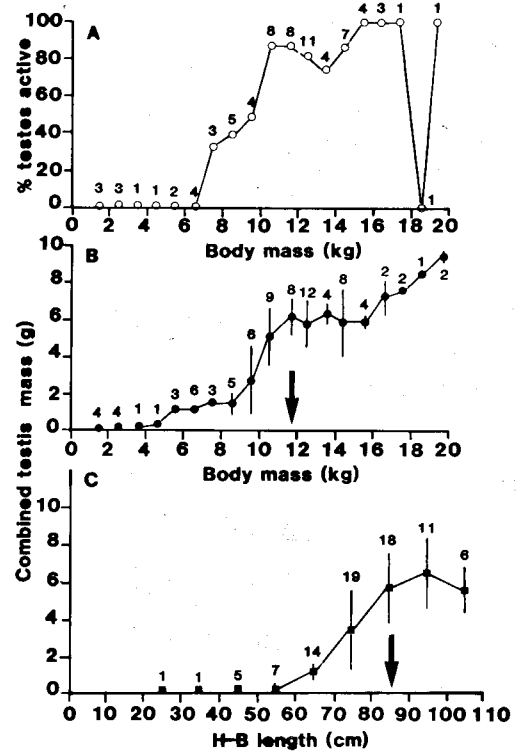 A
% testes active
100
80
60
40
20
0
3 3 1 1 2 4 3 5 4 8 8 11 4 7 4 3 1 1 1
0 2 4 6 8 10 12 14 16 18 20
Body mass (kg)
B
Combined testis mass (g)
10
8
6
4
2
0
4 4 1 1 3 6 3 5 6 9 8 12 4 8 4 2 2 1 2
0 2 4 6 8 10 12 14 16 18 20
Body mass (kg)
C
10
8
6
4
2
0
1 1 5 7 14 19 18 11 6
0 10 20 30 40 50 60 70 80 90 100 110
H-B length (cm)